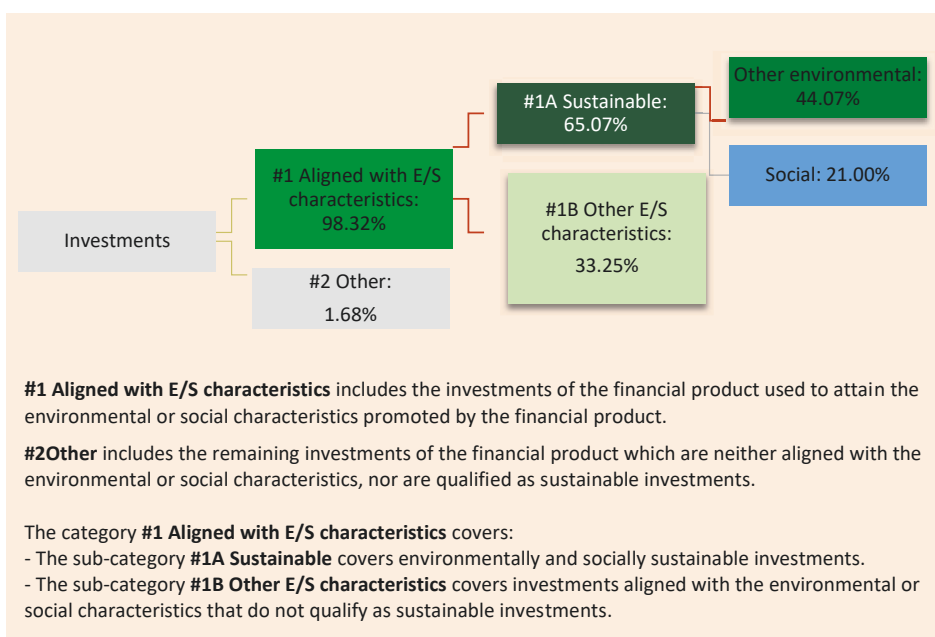 Investments
#1 Aligned with E/S
characteristics:
98.32%
#2 Other:
1.68%
#1A Sustainable:
65.07%
#1B Other E/S
characteristics:
33.25%
Other environmental:
44.07%
Social: 21.00%
#1 Aligned with E/S characteristics includes the investments of the financial product used to attain the
environmental or social characteristics promoted by the financial product.
#2Other includes the remaining investments of the financial product which are neither aligned with the
environmental or social characteristics, nor are qualified as sustainable investments.
The category #1 Aligned with E/S characteristics covers:
- The sub-category #1A Sustainable covers environmentally and socially sustainable investments.
- The sub-category #1B Other E/S characteristics covers investments aligned with the environmental or
social characteristics that do not qualify as sustainable investments.